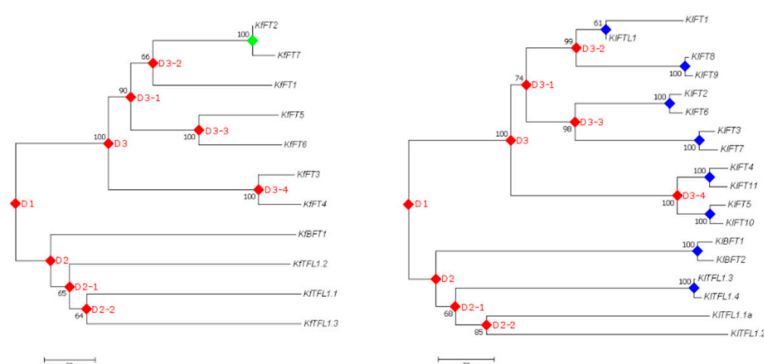 KfFT2
100
KfFT7
66
D3-2
KfFT1
90
D3-1
KfFT5
100
D3-3
KfFT6
100
D3
KfFT3
D3-4
100
KfFT4
D1
KfBFT1
D2
KfTFL1.2
65
D2-1
KfTFL1.1
64
D2-2
KfTFL1.3
KlFT1
61
KlFTL1
99
D3-2
KlFT8
100
KlFT9
74
D3-1
KlFT2
100
KlFT6
98
D3-3
KlFT3
100
KlFT7
100
D3
KlFT4
100
KlFT11
D3-4
100
KlFT5
100
KlFT10
D1
KlBFT1
100
KlBFT2
D2
KlTFL1.3
100
KlTFL1.4
68
D2-1
KlTFL1.1a
85
D2-2
KlTFL1.2